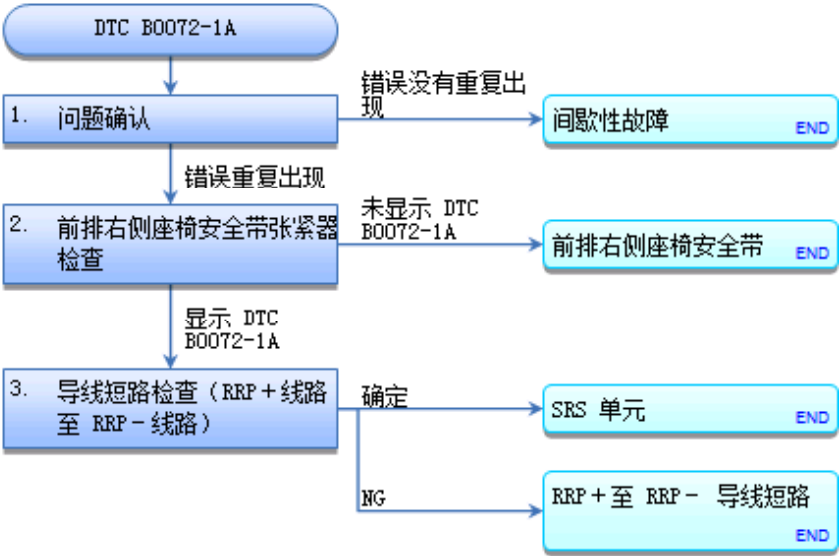 DTC B0072-1A
错误没有重复出
现
1. 问题确认
间歇性故障
END
错误重复出现
未显示 DTC
B0072-1A
2. 前排右侧座椅安全带张紧器
检查
前排右侧座椅安全带
END
显示 DTC
B0072-1A
3. 导线短路检查（RRP＋线路
至 RRP－线路）
确定
SRS 单元
END
NG
RRP＋至 RRP－ 导线短路
END